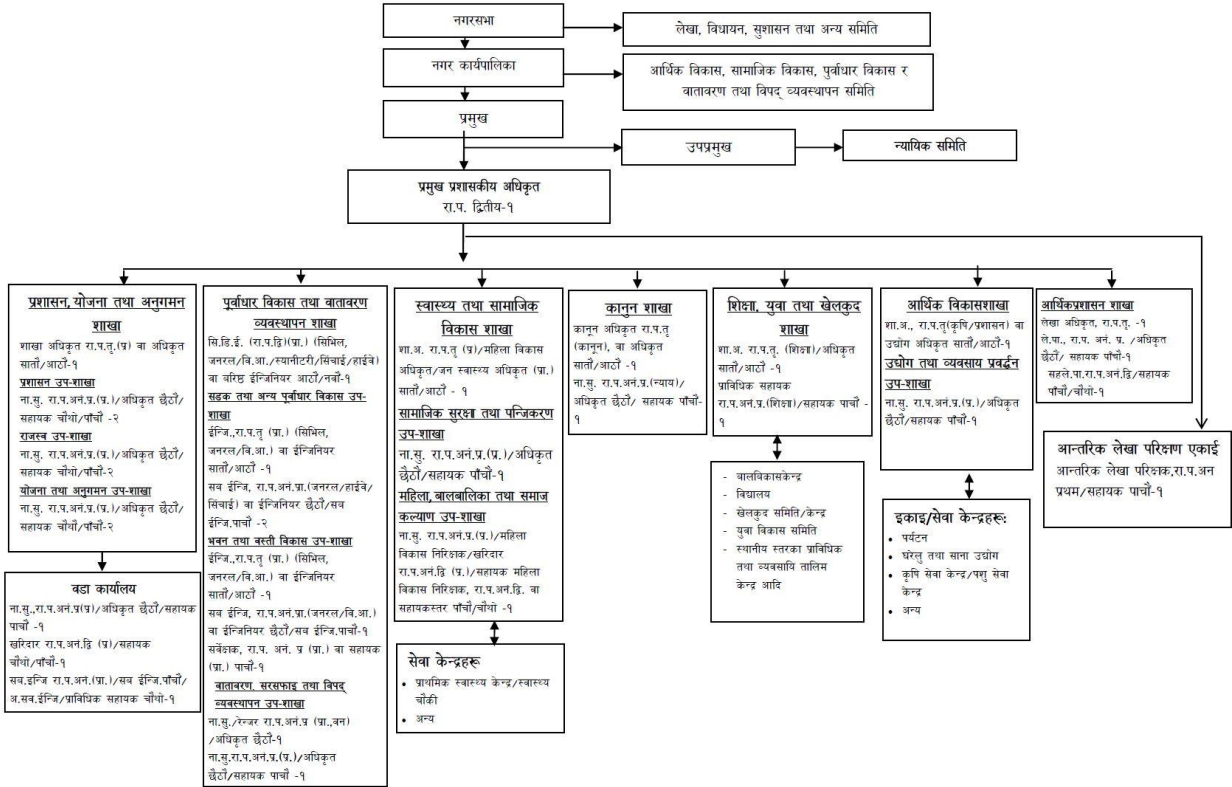 नगरसभा
लेखा, विधायन, सुशासन तथा अन्य समिति
नगर कार्यपालिका
आर्थिक विकास, सामाजिक विकास, पुर्वाधार विकास र
वातावरण तथा विपद् व्यवस्थापन समिति
प्रमुख
उपप्रमुख
न्यायिक समिति
प्रमुख प्रशासकीय अधिकृत
रा.प. द्वितीय-१
प्रशासन, योजना तथा अनुगमन
शाखा
शाखा अधिकृत रा.प.तृ.(प्र) वा अधिकृत
सातौं/आठौं-१
प्रशासन उप-शाखा
ना.सु. रा.प.अनं.प्र.(प्र.)/अधिकृत छैठौं/
सहायक चौथो/पाँचौ -२
राजस्व उप-शाखा
ना.सु. रा.प.अनं.प्र.(प्र.)/अधिकृत छैठौं/
सहायक चौथो/पाँचौ-२
योजना तथा अनुगमन उप-शाखा
ना.सु. रा.प.अनं.प्र.(प्र.)/अधिकृत छैठौं/
सहायक चौथो/पाँचौ-२
वडा कार्यालय
ना.सु.,रा.प.अनं.प्र(प्र)/अधिकृत छैठौं/सहायक
पाचौ -१
खरिदार रा.प.अनं.द्वि (प्र)/सहायक
चौथो/पाँचौ-१
सब.इन्जि रा.प.अनं.(प्रा.)/सब ईन्जि.पाँचौ/
अ.सब.ईन्जि/प्राविधिक सहायक चौथो-१
पूर्वाधार विकास तथा वातावरण
व्यवस्थापन शाखा
सि.डि.ई. (रा.प.द्वि)(प्रा.) (सिभिल,
जनरल/वि.आ./स्यानीटरी/सिंचाई/हाईवे)
वा वरिष्ठ ईन्जिनियर आठौं/नवौं-१
सडक तथा अन्य पूर्वाधार विकास उप-
शाखा
ईन्जि.,रा.प.तृ (प्रा.) (सिभिल,
जनरल/वि.आ.) वा ईन्जिनियर
सातौं/आठौं -१
सब ईन्जि, रा.प.अनं.प्रा.(जनरल/हाईवे/
सिंचाई) वा ईन्जिनियर छैठौं/सब
ईन्जि.पाचौ -२
भवन तथा वस्ती विकास उप-शाखा
ईन्जि.,रा.प.तृ (प्रा.) (सिभिल,
जनरल/वि.आ.) वा ईन्जिनियर
सातौं/आठौं -१
सब ईन्जि, रा.प.अनं.प्रा.(जनरल/वि.आ.)
वा ईन्जिनियर छैठौं/सब ईन्जि.पाचौ-१
सर्वेक्षक, रा.प. अनं. प्र (प्रा.) वा सहायक
(प्रा.) पाचौ-१
वातावरण, सरसफाइ तथा विपद्
व्यवस्थापन उप-शाखा
ना.सु./रेन्जर रा.प.अनं.प्र (प्रा.,वन)
/अधिकृत छैठौं-१
ना.सु.रा.प.अनं.प्र.(प्र.)/अधिकृत
छैठौं/सहायक पाचौ -१
स्वास्थ्य तथा सामाजिक
विकास शाखा
शा.अ. रा.प.तृ (प्र)/महिला विकास
अधिकृत/जन स्वास्थ्य अधिकृत (प्रा.)
सातौं/आठौं - १
सामाजिक सुरक्षा तथा पन्जिकरण
उप-शाखा
ना.सु. रा.प.अनं.प्र.(प्र.)/अधिकृत
छैठौं/सहायक पाँचौ-१
महिला, बालबालिका तथा समाज
कल्याण उप-शाखा
ना.सु. रा.प.अनं.प्र.(प्र.)/महिला
विकास निरिक्षक/खरिदार
रा.प.अनं.द्वि (प्र.)/सहायक महिला
विकास निरिक्षक, रा.प.अनं.द्वि. वा
सहायकस्तर पाँचौ/चौथो -१
सेवा केन्द्रहरू
• प्राथमिक स्वास्थ्य केन्द्र/स्वास्थ्य
चौकी
• अन्य
कानुन शाखा
कानुन अधिकृत रा.प.तृ
(कानुन), वा अधिकृत
सातौं/आठौं -१
ना.सु. रा.प.अनं.प्र.(न्याय)/
अधिकृत छैठौं/ सहायक पाँचौ-
१
शिक्षा, युवा तथा खेलकुद
शाखा
शा.अ. रा.प.तृ. (शिक्षा)/अधिकृत
सातौं/आठौं -१
प्राविधिक सहायक
रा.प.अनं.प्र.(शिक्षा)/सहायक पाचौ -
१
- वालविकासकेन्द्र
- विद्यालय
- खेलकुद समिति/केन्द्र
- युवा विकास समिति
- स्थानीय स्तरका प्राविधिक
तथा व्यवसायि तालिम
केन्द्र आदि
आर्थिक विकासशाखा
शा.अ., रा.प.तृ(कृषि/प्रशासन) वा
उद्योग अधिकृत सातौं/आठौं-१
उद्योग तथा व्यवसाय प्रवर्द्धन
उप-शाखा
ना.सु. रा.प.अनं.प्र.(प्र.)/अधिकृत
छैठौं/सहायक पाँचौ-१
इकाइ/सेवा केन्द्रहरू:
• पर्यटन
• घरेलु तथा साना उद्योग
• कृषि सेवा केन्द्र/पशु सेवा
केन्द्र
• अन्य
आर्थिकप्रशासन शाखा
लेखा अधिकृत, रा.प.तृ. -१
ले.पा., रा.प. अनं. प्र. /अधिकृत
छैठौं/ सहायक पांचौ-१
सहले.पा.रा.प.अनं.द्वि/सहायक
पाँचौ/चौथो-१
आन्तरिक लेखा परिक्षण एकाई
आन्तरिक लेखा परिक्षक,रा.प.अन
प्रथम/सहायक पाचौ-१